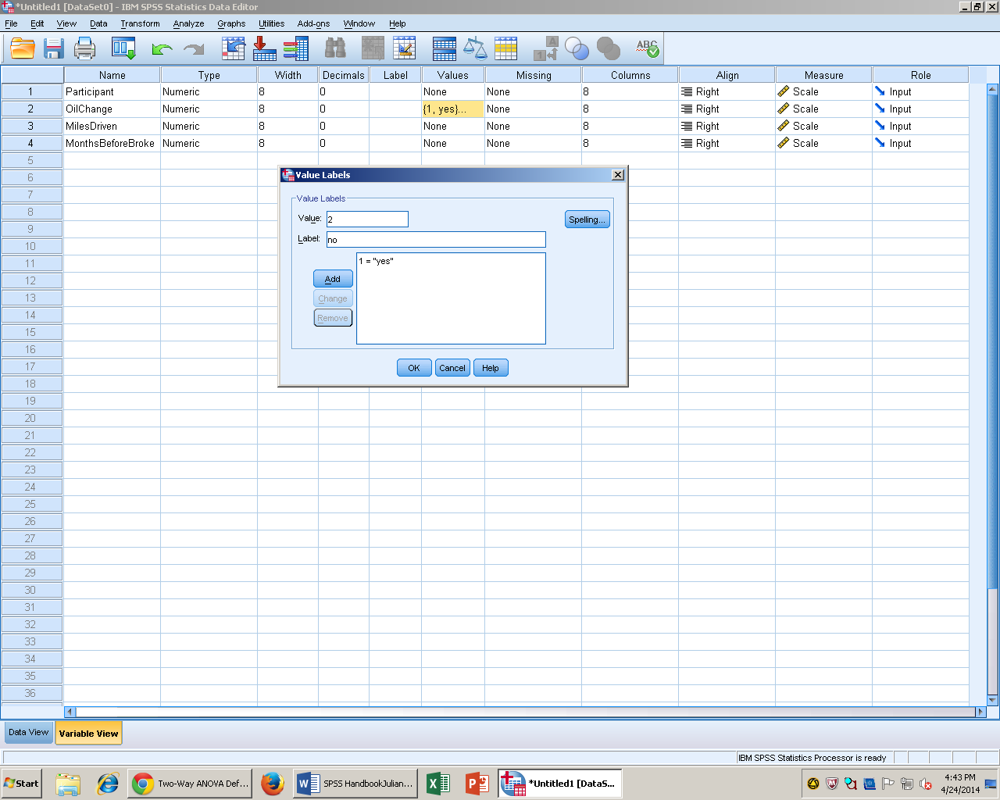 *Untitled1 [DataSet0] - IBM SPSS Statistics Data Editor
File Edit View Data Transform Analyze Graphs Utilities Add-ons Window Help
A
1
ABC
Name Type Width Decimals Label Values Missing Columns Align Measure Role
1 Participant Numeric 8 0 None None 8 Right Scale Input
2 OilChange Numeric 8 0 {1, yes}... None 8 Right Scale Input
3 MilesDriven Numeric 8 0 None None 8 Right Scale Input
4 MonthsBeforeBroke Numeric 8 0 None None 8 Right Scale Input
5
6
7
8
9
10
11
12
13
14
15
16
17
18
19
20
21
22
23
24
25
26
27
28
29
30
31
32
33
34
35
36
Value Labels
Value Labels
Value: 2 Spelling...
Label: no
1 = "yes"
Add
Change
Remove
OK Cancel Help
Data View Variable View
IBM SPSS Statistics Processor is ready
Start Two-Way ANOVA Def... SPSS HandbookJulian... *Untitled1 [DataS...
4:43 PM
4/24/2014